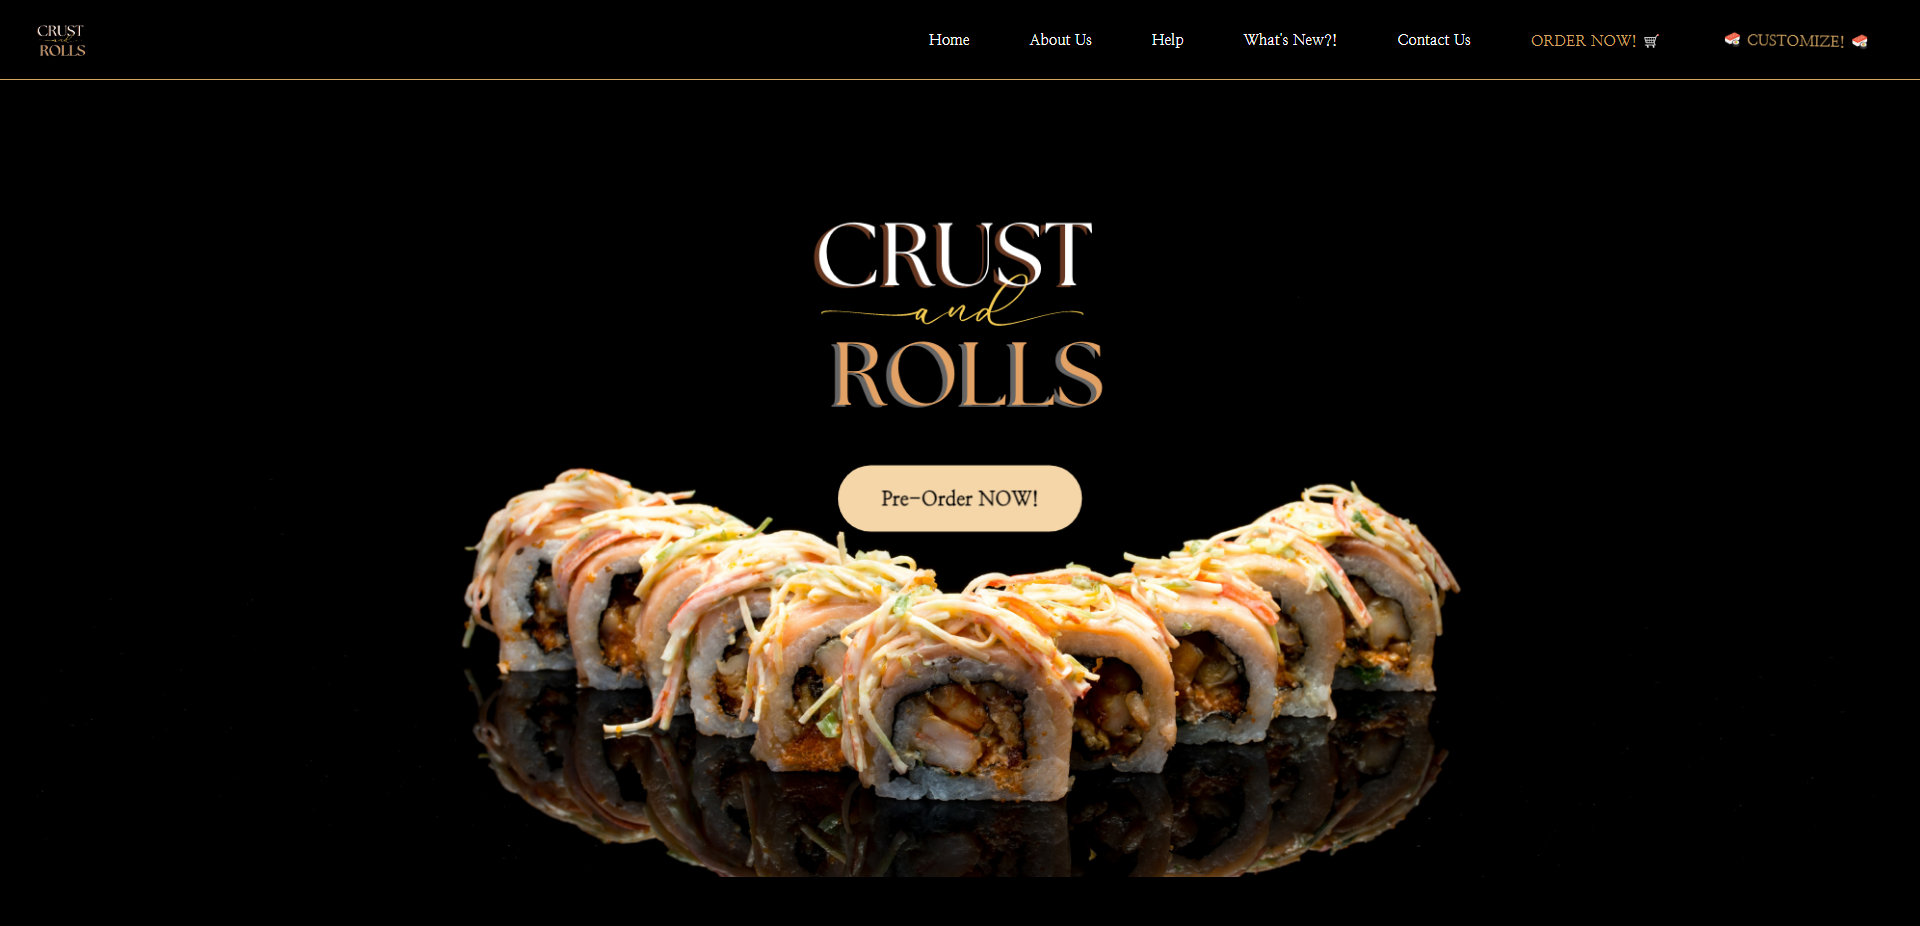 CRUST
and
ROLLS
Home About Us Help What's New?! Contact Us ORDER NOW! 🛒 🍣 CUSTOMIZE! 🍣
CRUST
and
ROLLS
Pre-Order NOW!